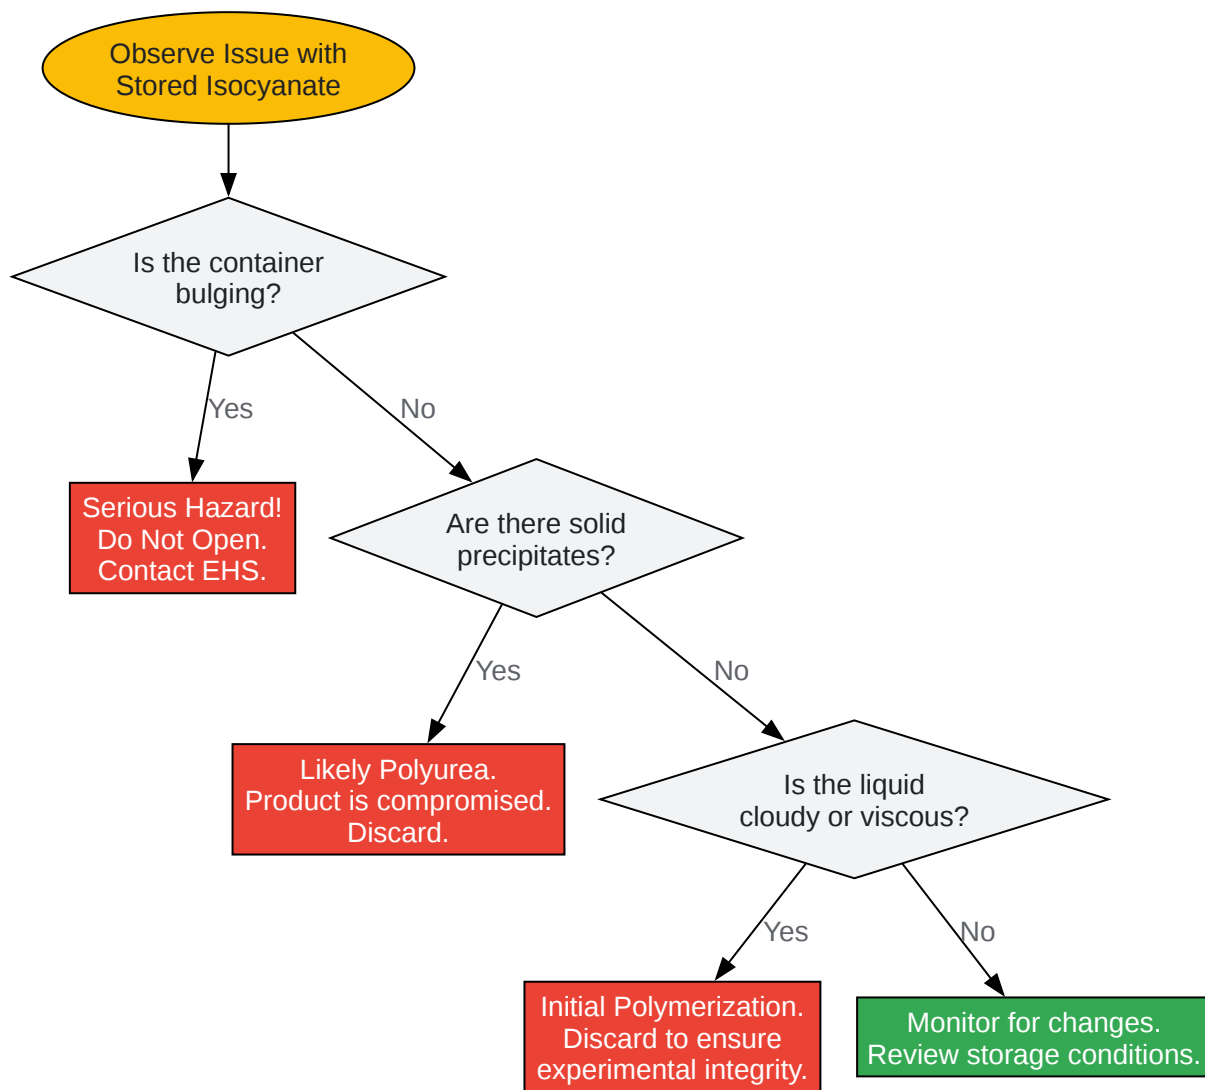 Observe Issue with
Stored Isocyanate
Is the container
bulging?
Yes
No
Serious Hazard!
Do Not Open.
Contact EHS.
Are there solid
precipitates?
Yes
No
Likely Polyurea.
Product is compromised.
Discard.
Is the liquid
cloudy or viscous?
Yes
No
Initial Polymerization.
Discard to ensure
experimental integrity.
Monitor for changes.
Review storage conditions.